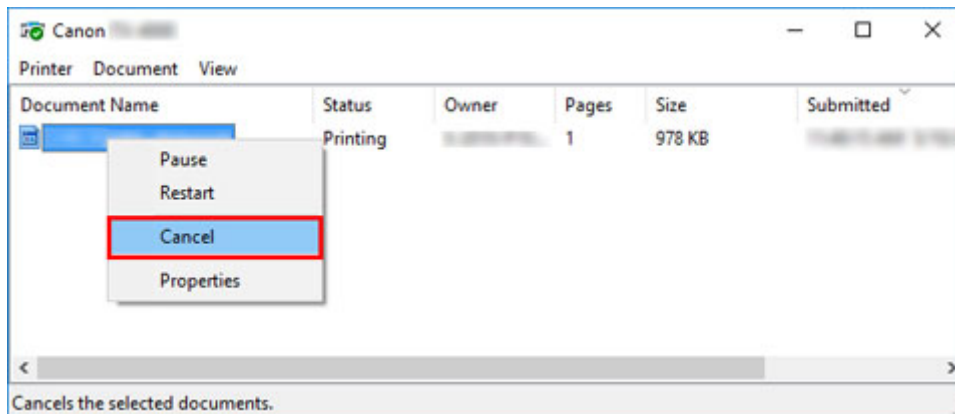 Canon
Printer Document View
Document Name Status Owner Pages Size Submitted
Printing 1 978 KB
Pause
Restart
Cancel
Properties
Cancels the selected documents.